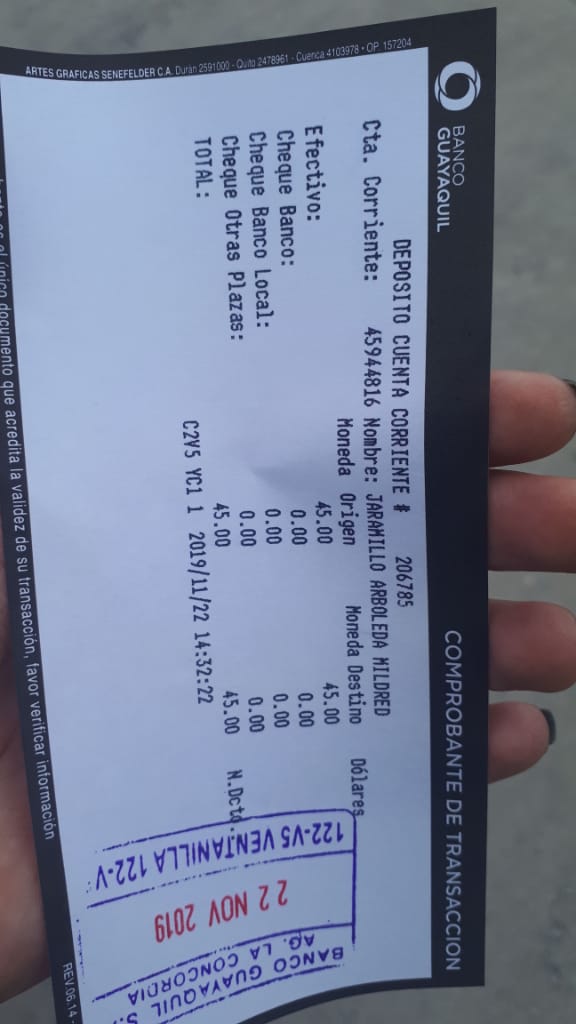 BANCO
GUAYAQUIL
COMPROBANTE DE TRANSACCION
DEPOSITO CUENTA CORRIENTE # 206785
Cta. Corriente: 45944816 Nombre: JARAMILLO ARBOLEDA MILDRED
Moneda Origen Moneda Destino Dólares
Efectivo: 45.00 45.00
Cheque Banco: 0.00 0.00
Cheque Banco Local: 0.00 0.00
Cheque Otras Plazas: 0.00 0.00
TOTAL: 45.00 45.00 N.Dcto.
C2V5 YC1 1 2019/11/22 14:32:22
122-V5 VENTANILLA 122-V
22 NOV 2019
BANCO GUAYAQUIL S.
AG. LA CONCORDIA
ARTES GRAFICAS SENEFELDER C.A. Durán 2591000 - Quito 2478961 - Cuenca 4103978 • OP. 157204
es el único documento que acredita la validez de su transacción, favor verificar información
REV.06.14 -